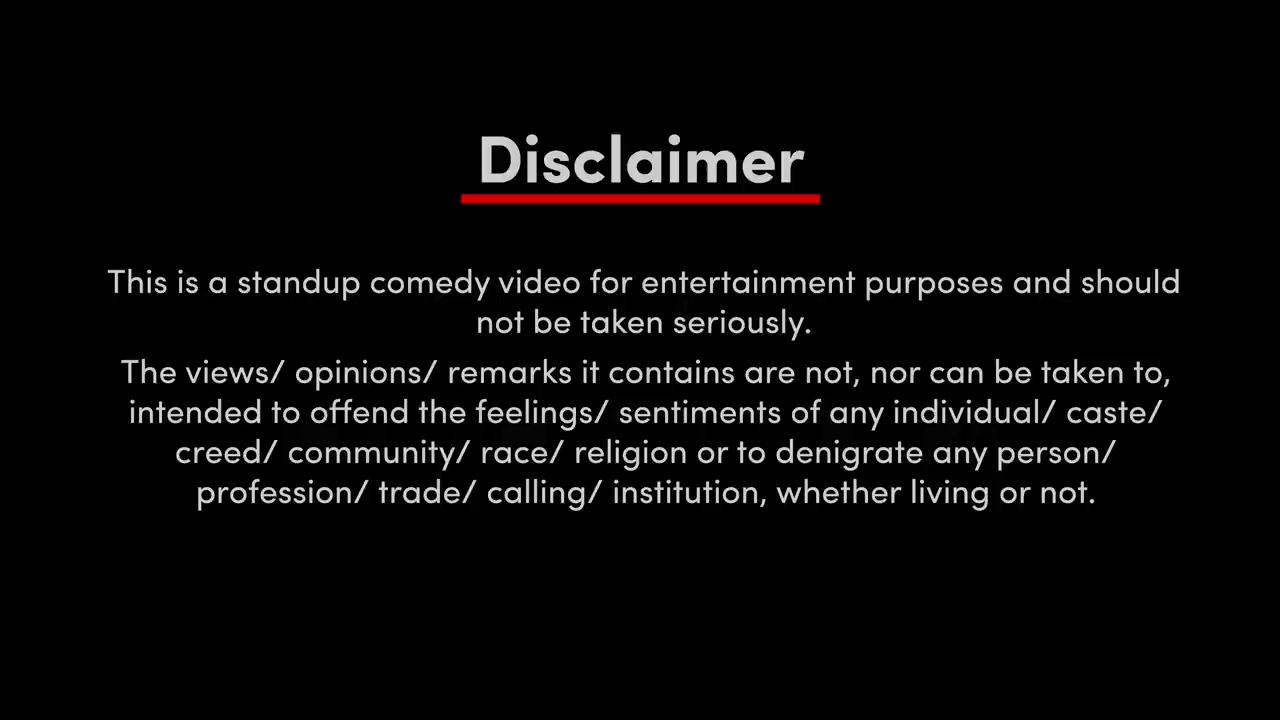 Disclaimer
This is a standup comedy video for entertainment purposes and should
not be taken seriously.
The views/ opinions/ remarks it contains are not, nor can be taken to,
intended to offend the feelings/ sentiments of any individual/ caste/
creed/ community/ race/ religion or to denigrate any person/
profession/ trade/ calling/ institution, whether living or not.